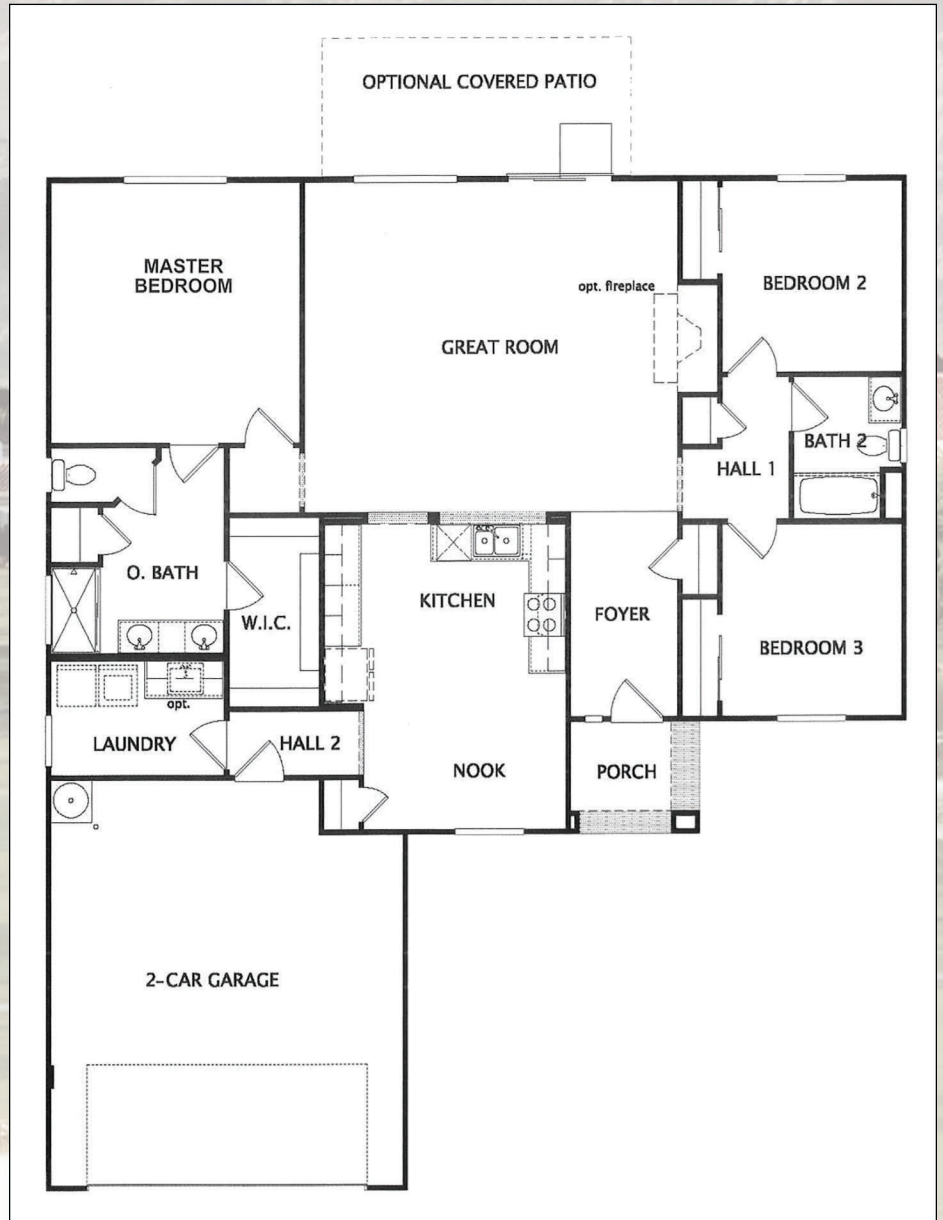 OPTIONAL COVERED PATIO
MASTER
BEDROOM
opt. fireplace
BEDROOM 2
GREAT ROOM
BATH 2
HALL 1
O. BATH
KITCHEN
W.I.C.
FOYER
BEDROOM 3
opt.
LAUNDRY
HALL 2
NOOK
PORCH
2-CAR GARAGE